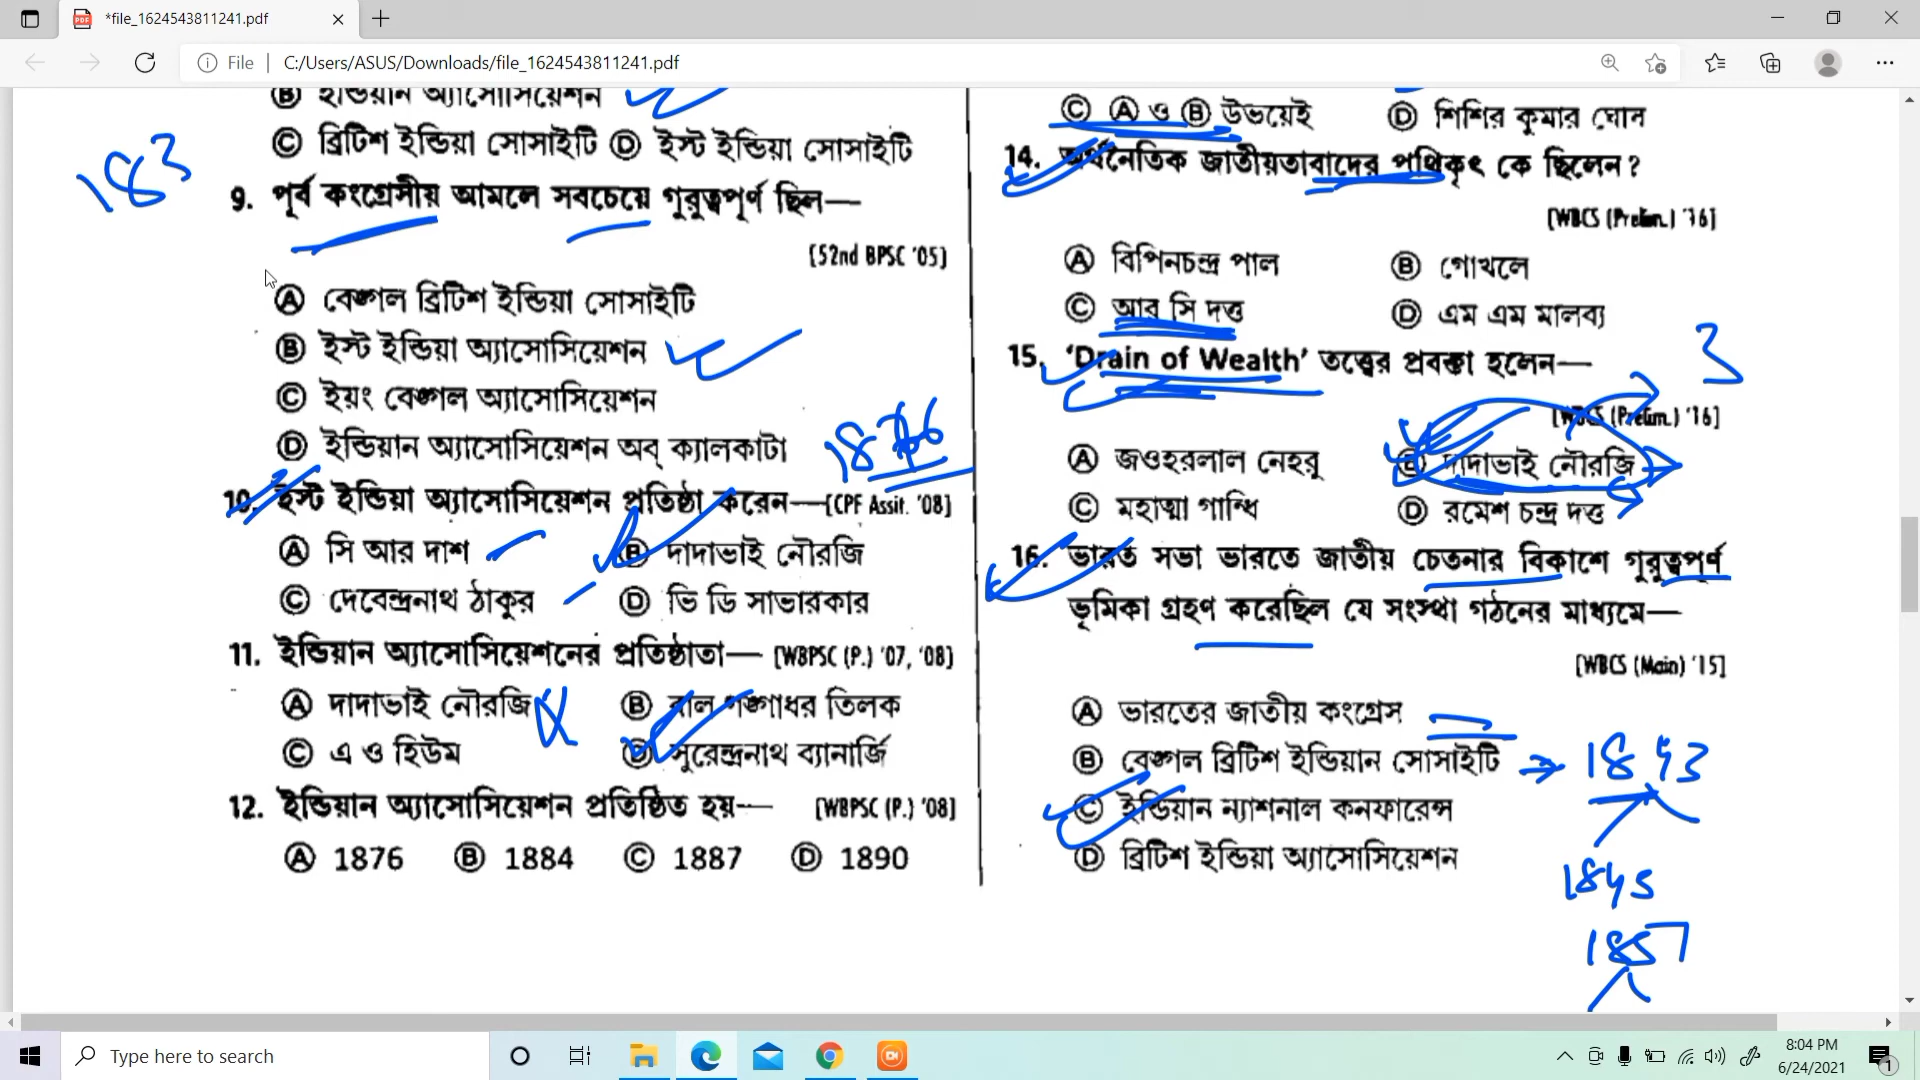 *file_1624543811241.pdf
File
C:/Users/ASUS/Downloads/file_1624543811241.pdf
183
Ⓑ ইন্ডিয়ান অ্যাসোসিয়েশন
Ⓒ ব্রিটিশ ইন্ডিয়া সোসাইটি Ⓓ ইস্ট ইন্ডিয়া সোসাইটি
9. পূর্ব কংগ্রেসীয় আমলে সবচেয়ে গুরুত্বপূর্ণ ছিল—
[52nd BPSC '05]
Ⓐ বেঙ্গল ব্রিটিশ ইন্ডিয়া সোসাইটি
Ⓑ ইস্ট ইন্ডিয়া অ্যাসোসিয়েশন
Ⓒ ইয়ং বেঙ্গল অ্যাসোসিয়েশন
Ⓓ ইন্ডিয়ান অ্যাসোসিয়েশন অব্ ক্যালকাটা
10. ইস্ট ইন্ডিয়া অ্যাসোসিয়েশন প্রতিষ্ঠা করেন—[CPF Assit. '08]
Ⓐ সি আর দাশ Ⓑ দাদাভাই নৌরজি
Ⓒ দেবেন্দ্রনাথ ঠাকুর Ⓓ ভি ডি সাভারকার
11. ইন্ডিয়ান অ্যাসোসিয়েশনের প্রতিষ্ঠাতা— [WBPSC (P.) '07, '08]
Ⓐ দাদাভাই নৌরজি Ⓑ বাল গঙ্গাধর তিলক
Ⓒ এ ও হিউম Ⓓ সুরেন্দ্রনাথ ব্যানার্জি
12. ইন্ডিয়ান অ্যাসোসিয়েশন প্রতিষ্ঠিত হয়— [WBPSC (P.) '08]
Ⓐ 1876 Ⓑ 1884 Ⓒ 1887 Ⓓ 1890
Ⓒ Ⓐ ও Ⓑ উভয়েই Ⓓ শিশির কুমার ঘোষ
14. অর্থনৈতিক জাতীয়তাবাদের পথিকৃৎ কে ছিলেন?
[WBCS (Prelim.) '16]
Ⓐ বিপিনচন্দ্র পাল Ⓑ গোখলে
Ⓒ আর সি দত্ত Ⓓ এম এম মালব্য
15. 'Drain of Wealth' তত্ত্বের প্রবক্তা হলেন—
3
[WBCS (Prelim.) '16]
Ⓐ জওহরলাল নেহরু Ⓑ দাদাভাই নৌরজি
Ⓒ মহাত্মা গান্ধি Ⓓ রমেশ চন্দ্র দত্ত
16. ভারত সভা ভারতে জাতীয় চেতনার বিকাশে গুরুত্বপূর্ণ
ভূমিকা গ্রহণ করেছিল যে সংস্থা গঠনের মাধ্যমে—
[WBCS (Main) '15]
Ⓐ ভারতের জাতীয় কংগ্রেস
Ⓑ বেঙ্গল ব্রিটিশ ইন্ডিয়ান সোসাইটি → 1843
Ⓒ ইন্ডিয়ান ন্যাশনাল কনফারেন্স
Ⓓ ব্রিটিশ ইন্ডিয়া অ্যাসোসিয়েশন
1857
Type here to search
8:04 PM
6/24/2021
1